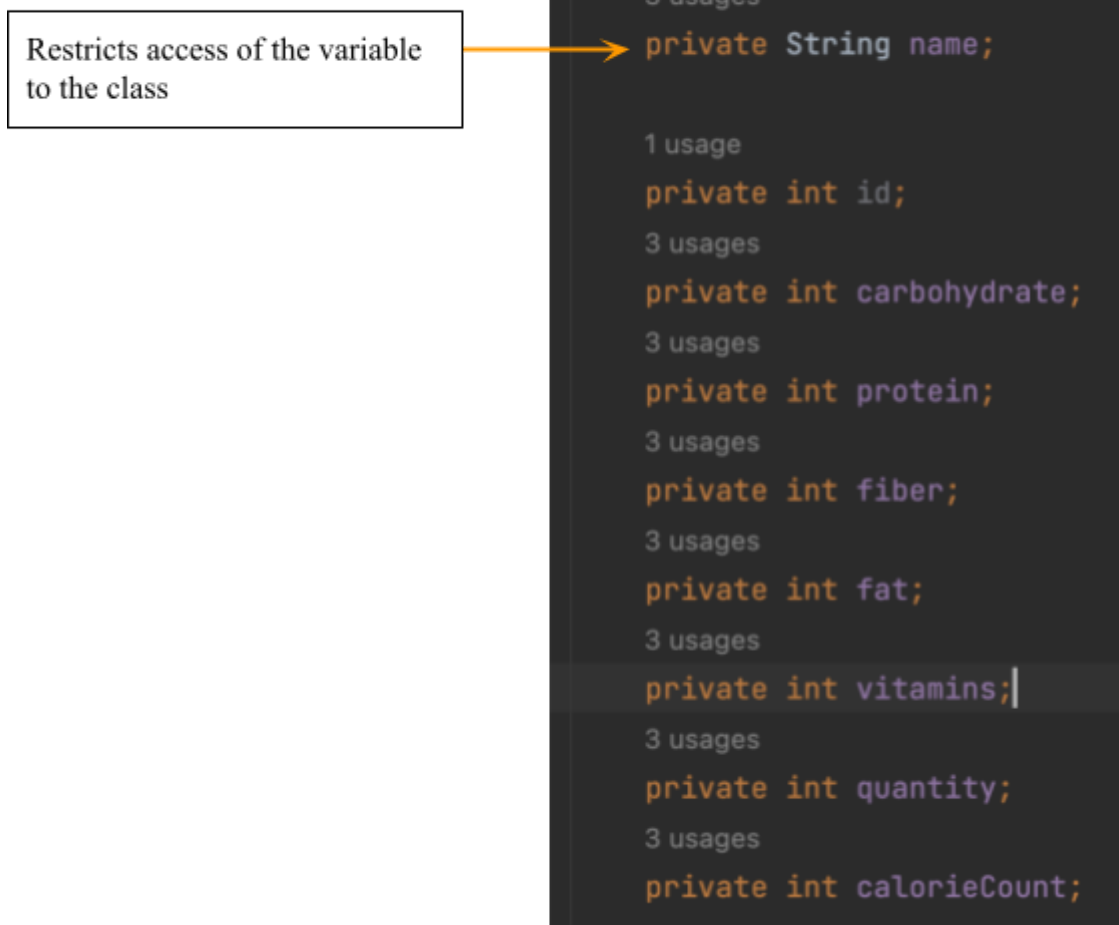 Restricts access of the variable
to the class
private String name;
1 usage
private int id;
3 usages
private int carbohydrate;
3 usages
private int protein;
3 usages
private int fiber;
3 usages
private int fat;
3 usages
private int vitamins;
3 usages
private int quantity;
3 usages
private int calorieCount;